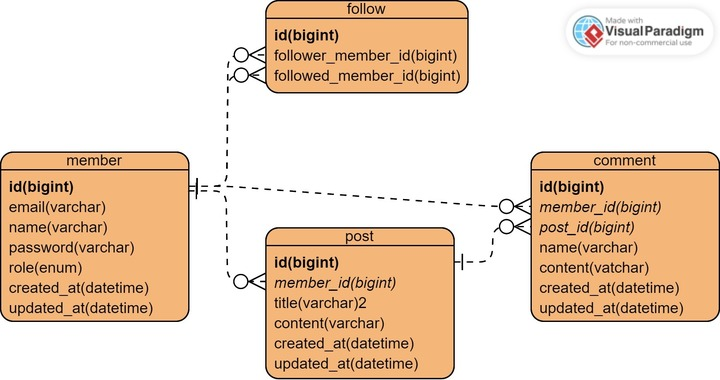 follow
id(bigint)
follower_member_id(bigint)
followed_member_id(bigint)
Made with
Visual Paradigm
For non-commercial use
member
id(bigint)
email(varchar)
name(varchar)
password(varchar)
role(enum)
created_at(datetime)
updated_at(datetime)
post
id(bigint)
member_id(bigint)
title(varchar)2
content(varchar)
created_at(datetime)
updated_at(datetime)
comment
id(bigint)
member_id(bigint)
post_id(bigint)
name(varchar)
content(vatchar)
created_at(datetime)
updated_at(datetime)